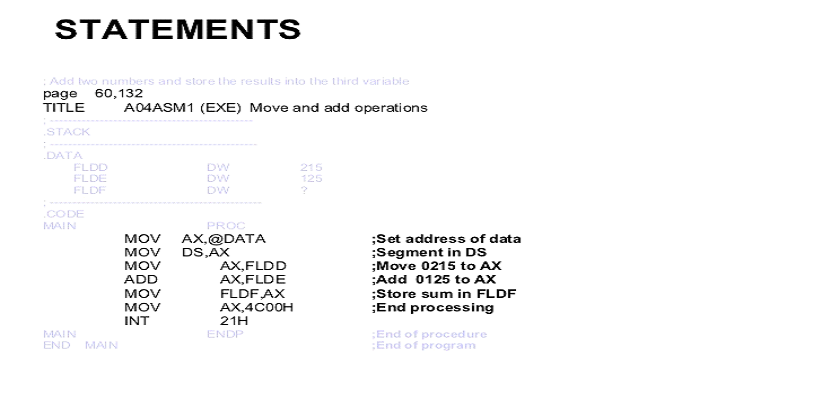 STATEMENTS
; Add two numbers and store the results into the third variable
page 60,132
TITLE A04ASM1 (EXE) Move and add operations
; ---------------------------------------------
.STACK
; ----------------------------------------------
.DATA
FLDD DW 215
FLDE DW 125
FLDF DW ?
; -----------------------------------------------
.CODE
MAIN PROC
MOV AX,@DATA ;Set address of data
MOV DS,AX ;Segment in DS
MOV AX,FLDD ;Move 0215 to AX
ADD AX,FLDE ;Add 0125 to AX
MOV FLDF,AX ;Store sum in FLDF
MOV AX,4C00H ;End processing
INT 21H
MAIN ENDP ;End of procedure
END MAIN ;End of program